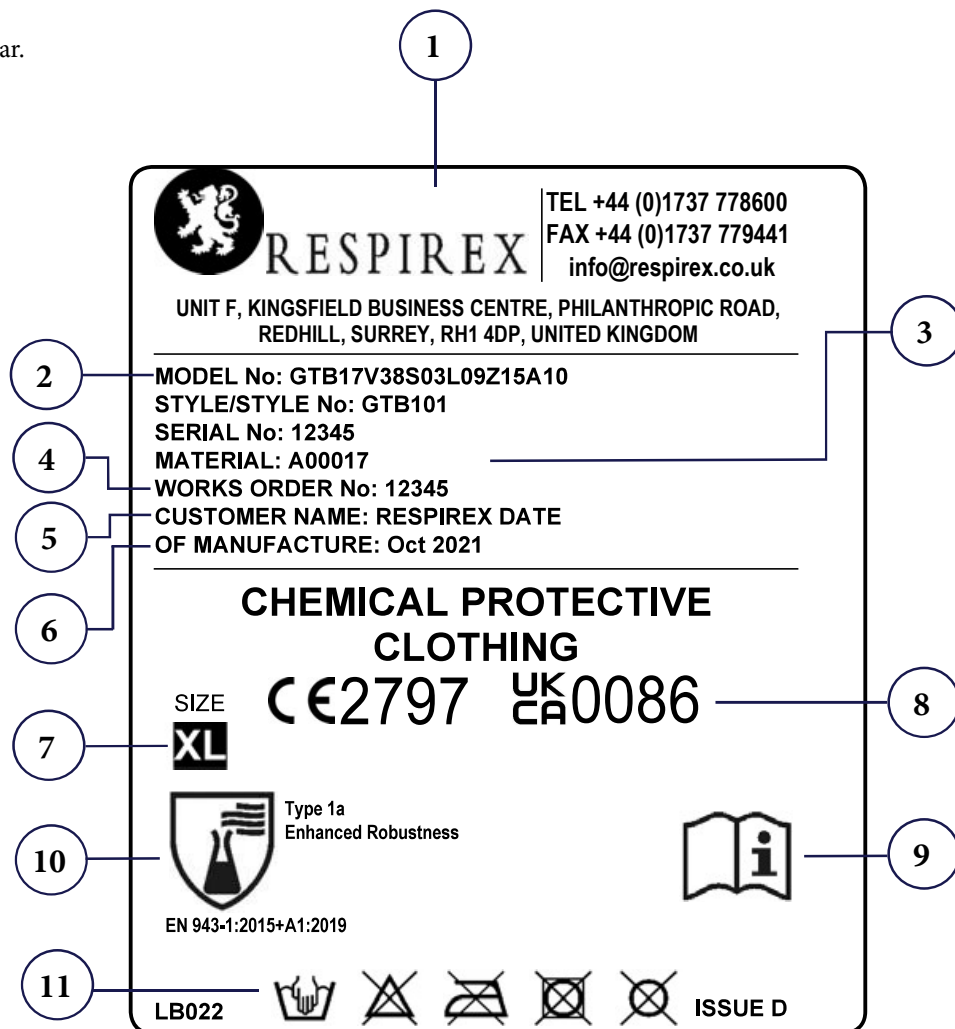 ar.
1
RESPIREX
TEL +44 (0)1737 778600
FAX +44 (0)1737 779441
info@respirex.co.uk
UNIT F, KINGSFIELD BUSINESS CENTRE, PHILANTHROPIC ROAD,
REDHILL, SURREY, RH1 4DP, UNITED KINGDOM
3
2
MODEL No: GTB17V38S03L09Z15A10
STYLE/STYLE No: GTB101
SERIAL No: 12345
4
MATERIAL: A00017
WORKS ORDER No: 12345
5
CUSTOMER NAME: RESPIREX DATE
OF MANUFACTURE: Oct 2021
6
CHEMICAL PROTECTIVE
CLOTHING
CE2797 UKCA0086
8
SIZE
7
XL
Type 1a
Enhanced Robustness
10
i
9
EN 943-1:2015+A1:2019
11
LB022
ISSUE D